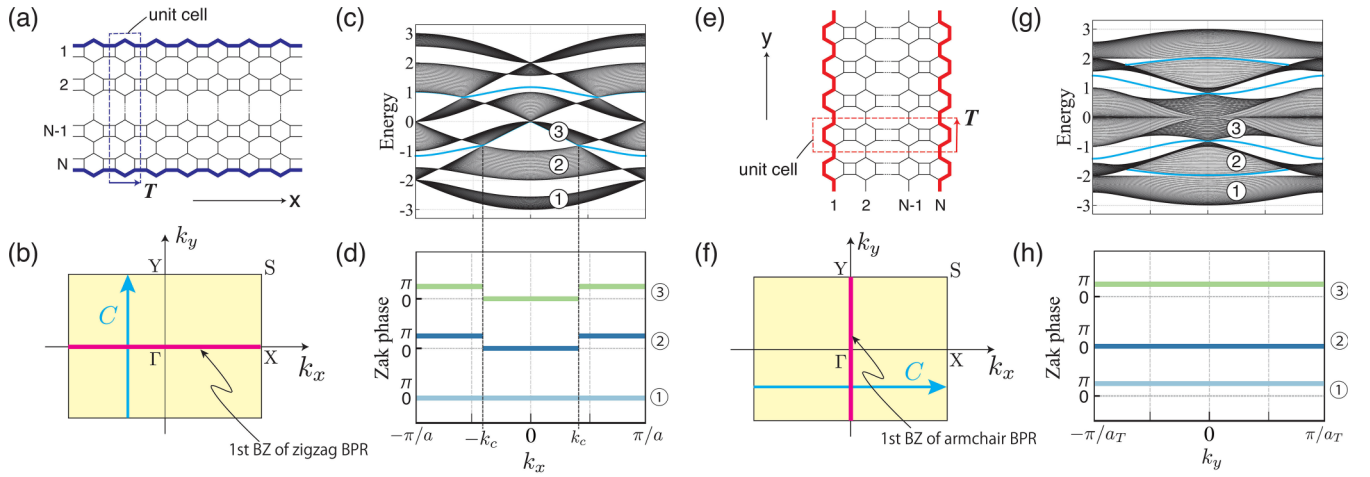 (a)
unit cell
1
2
N-1
N
T
x
(b)
k_y
Y
S
C
Γ
X
k_x
1st BZ of zigzag BPR
(c)
Energy
3
2
1
0
-1
-2
-3
③
②
①
(d)
Zak phase
π
0
③
π
0
②
π
0
①
−π/a
−k_c
0
k_c
π/a
k_x
(e)
y
T
unit cell
1
2
N-1
N
(f)
k_y
Y
S
Γ
X
k_x
C
1st BZ of armchair BPR
(g)
Energy
3
2
1
0
-1
-2
-3
③
②
①
(h)
Zak phase
π
0
③
π
0
②
π
0
①
−π/a_T
0
π/a_T
k_y